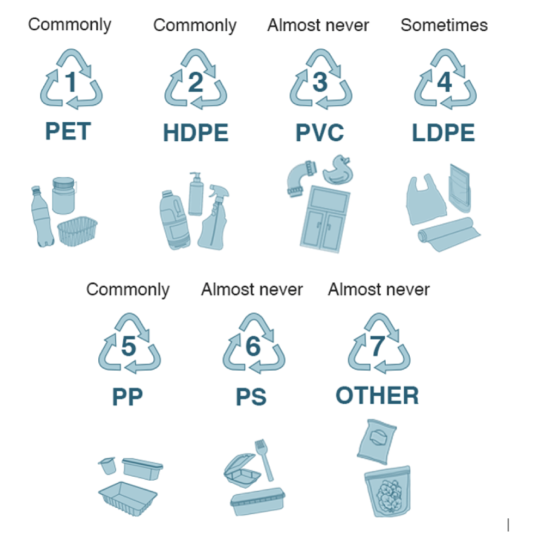 Commonly Commonly Almost never Sometimes
1 2 3 4
PET HDPE PVC LDPE
Commonly Almost never Almost never
5 6 7
PP PS OTHER